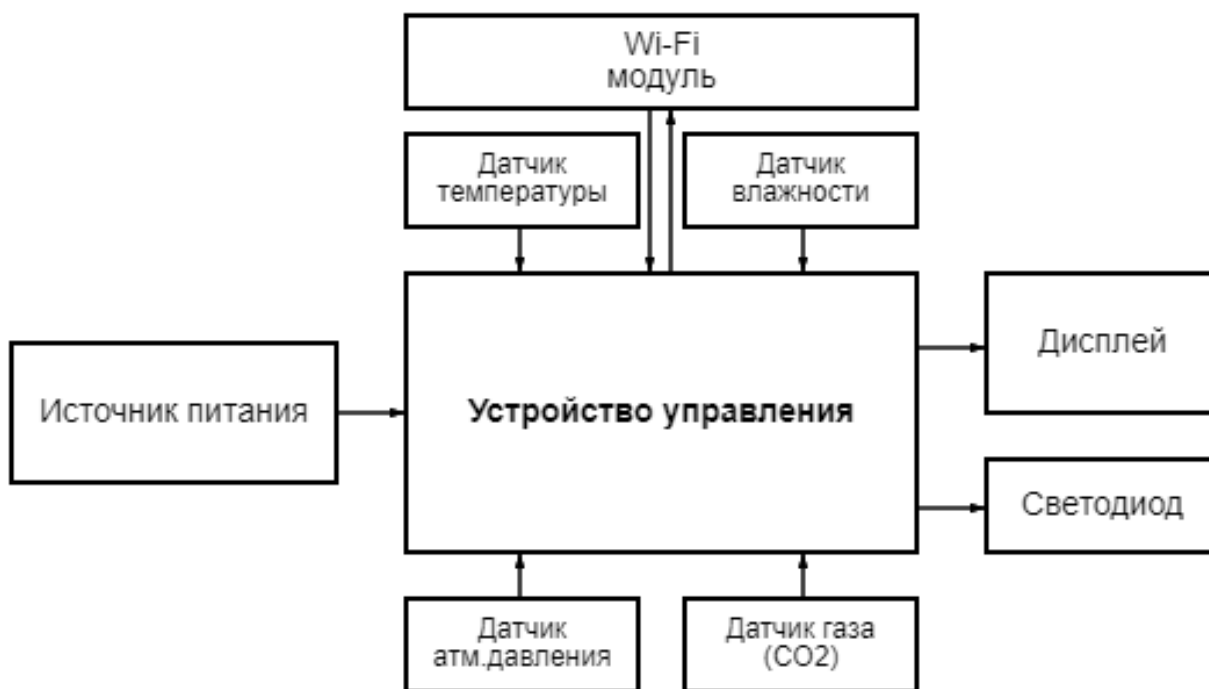 Wi-Fi
модуль
Датчик
температуры
Датчик
влажности
Источник питания
Устройство управления
Дисплей
Светодиод
Датчик
атм.давления
Датчик газа
(CO2)